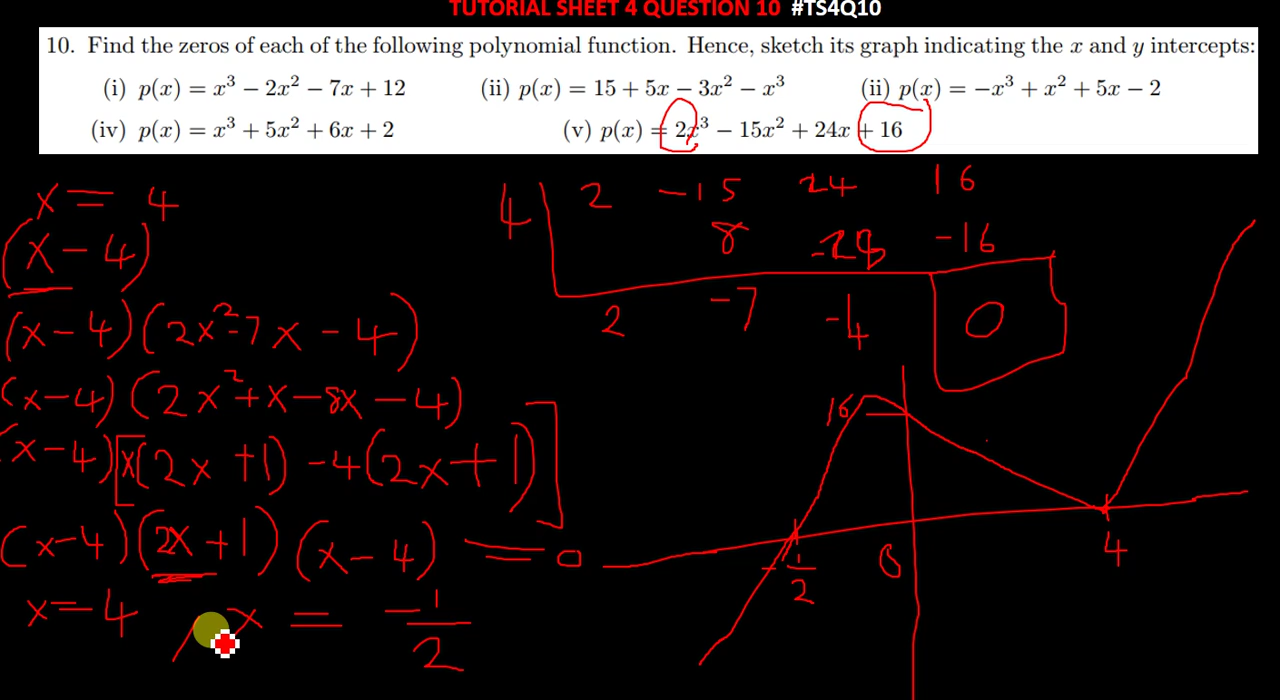 TUTORIAL SHEET 4 QUESTION 10 #TS4Q10
10. Find the zeros of each of the following polynomial function. Hence, sketch its graph indicating the x and y intercepts:
(i) p(x) = x³ − 2x² − 7x + 12 (ii) p(x) = 15 + 5x − 3x² − x³ (ii) p(x) = −x³ + x² + 5x − 2
(iv) p(x) = x³ + 5x² + 6x + 2 (v) p(x) = 2x³ − 15x² + 24x + 16
x = 4
(x − 4)
(x − 4)(2x² − 7x − 4)
(x − 4)(2x² + x − 8x − 4)
(x − 4)[x(2x + 1) − 4(2x + 1)]
(x − 4)(2x + 1)(x − 4) = 0
x = 4 , x = −1/2
4 2 −15 24 16
8 −28 −16
2 −7 −4 0
16
−1/2 0 4